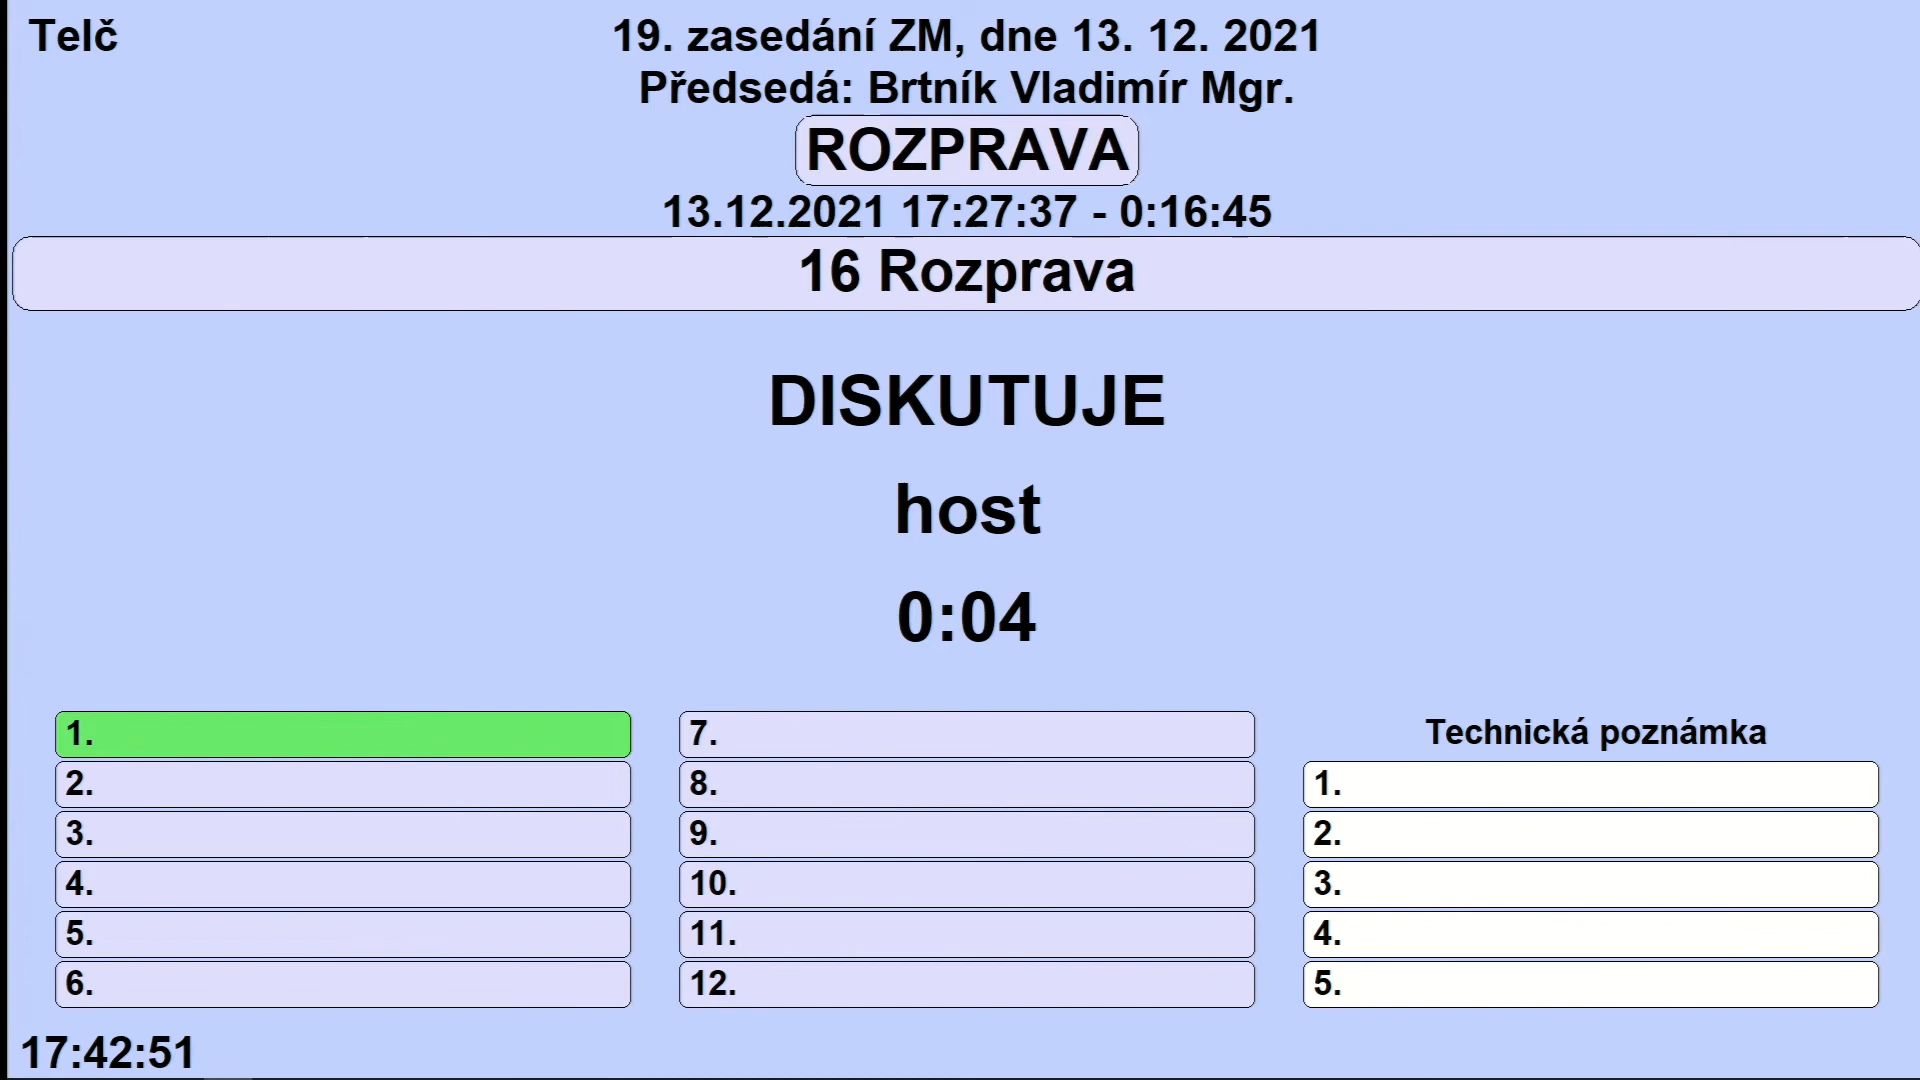 Telč
19. zasedání ZM, dne 13. 12. 2021
Předsedá: Brtník Vladimír Mgr.
ROZPRAVA
13.12.2021 17:27:37 - 0:16:45
16 Rozprava
DISKUTUJE
host
0:04
1.
2.
3.
4.
5.
6.
7.
8.
9.
10.
11.
12.
Technická poznámka
1.
2.
3.
4.
5.
17:42:51